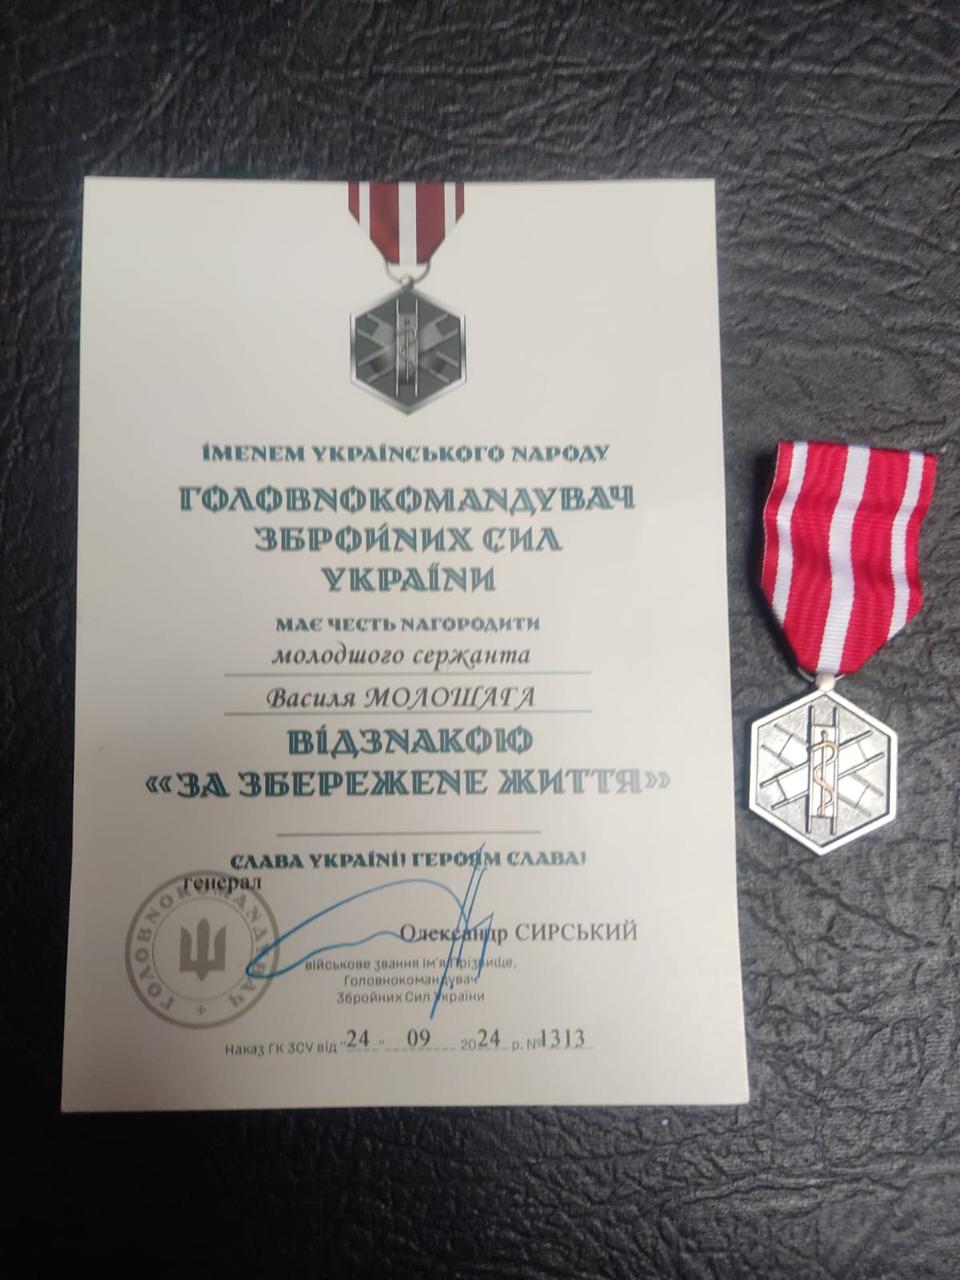 ІМЕНЕМ УКРАЇНСЬКОГО НАРОДУ
ГОЛОВНОКОМАНДУВАЧ
ЗБРОЙНИХ СИЛ
УКРАЇНИ
МАЄ ЧЕСТЬ НАГОРОДИТИ
молодшого сержанта
Василя МОЛОЩАГА
ВІДЗНАКОЮ
«ЗА ЗБЕРЕЖЕНЕ ЖИТТЯ»
СЛАВА УКРАЇНІ! ГЕРОЯМ СЛАВА!
генерал
ГОЛОВНОКОМАНДУВАЧ
Олександр СИРСЬКИЙ
військове звання Ім'я Прізвище,
Головнокомандувач
Збройних Сил України
Наказ ГК ЗСУ від "24" 09 2024 р. №1313